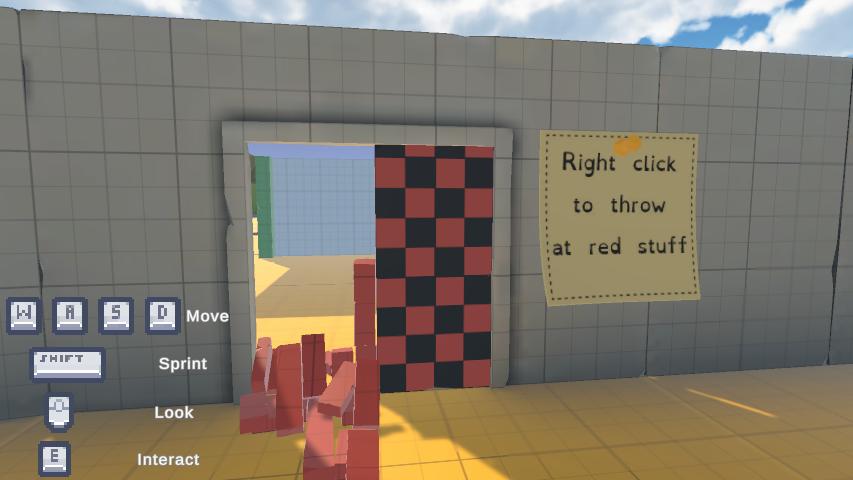 Right click
to throw
at red stuff
W A S D Move
SHIFT Sprint
Look
E Interact